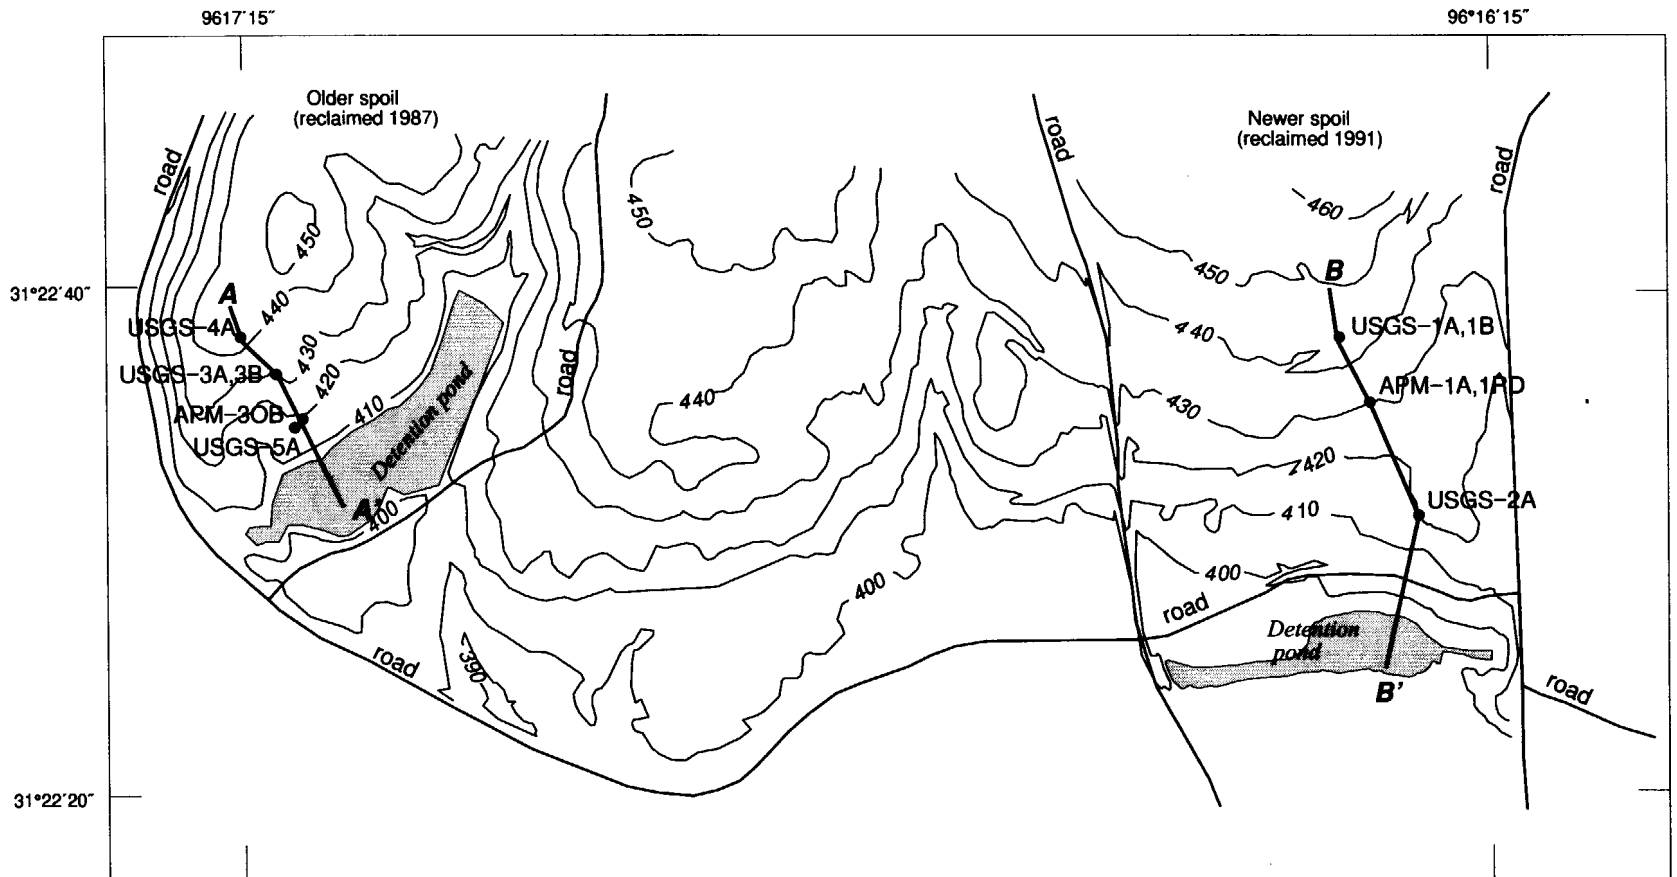 9617'15"
96°16'15"
Older spoil
(reclaimed 1987)
Newer spoil
(reclaimed 1991)
road
road
road
450
450
460
B
450
31°22'40"
A
440
USGS-4A
440
USGS-1A,1B
430
USGS-3A,3B
420
road
440
430
APM-1A,1PD
410
APM-3OB
USGS-5A
Detention pond
420
USGS-2A
A'
400
410
400
400
road
Detention
pond
road
390
B'
road
31°22'20"